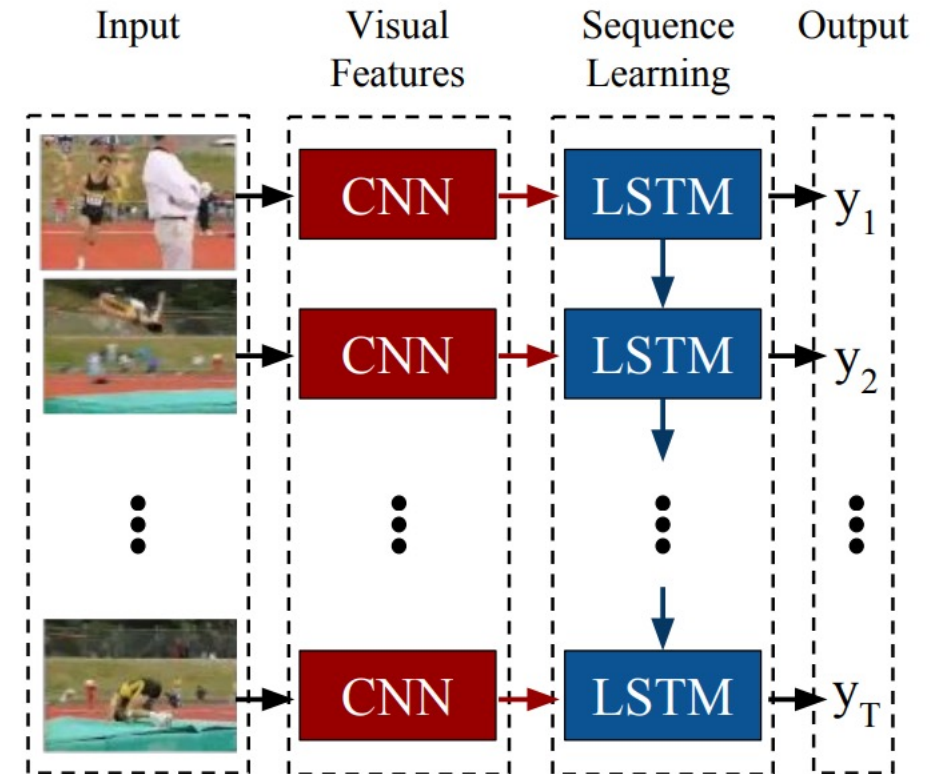 Input
Visual
Features
Sequence
Learning
Output
CNN
LSTM
y1
CNN
LSTM
y2
CNN
LSTM
yT